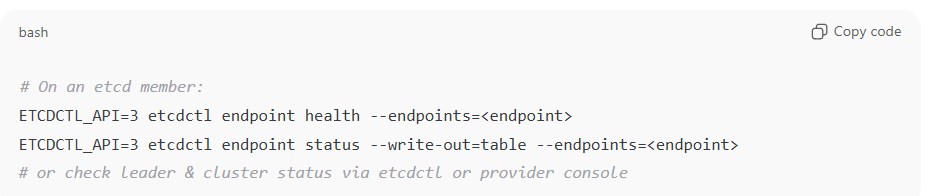 bash
Copy code
# On an etcd member:
ETCDCTL_API=3 etcdctl endpoint health --endpoints=<endpoint>
ETCDCTL_API=3 etcdctl endpoint status --write-out=table --endpoints=<endpoint>
# or check leader & cluster status via etcdctl or provider console